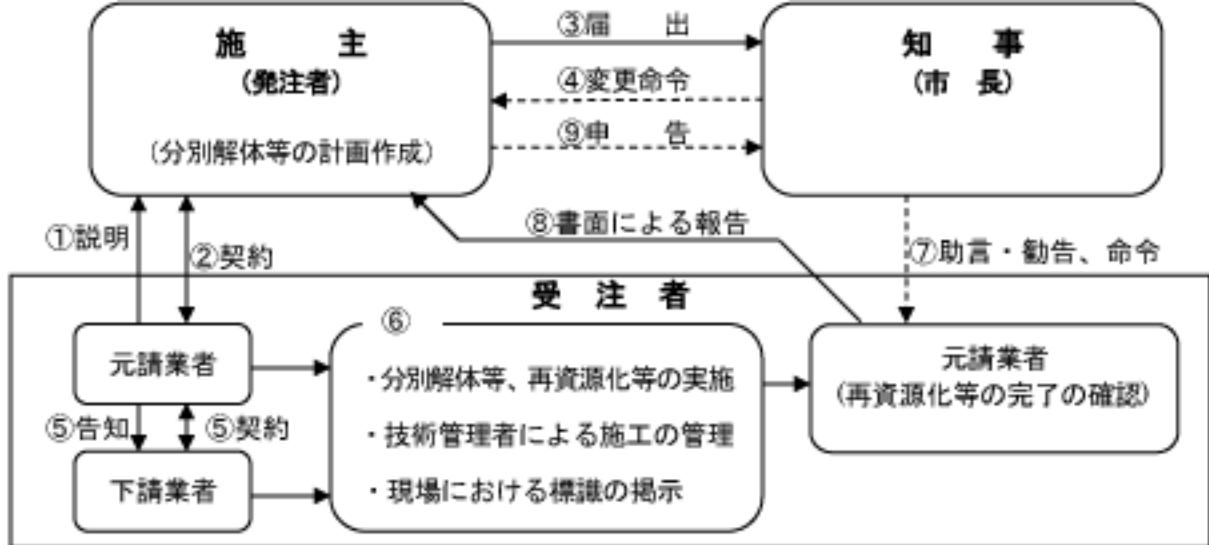 施 主
(発注者)
(分別解体等の計画作成)
③届 出
④変更命令
⑨申 告
知 事
(市 長)
①説明
②契約
⑧書面による報告
⑦助言・勧告、命令
受 注 者
⑥
元請業者
⑤告知
⑤契約
下請業者
・分別解体等、再資源化等の実施
・技術管理者による施工の管理
・現場における標識の掲示
元請業者
(再資源化等の完了の確認)